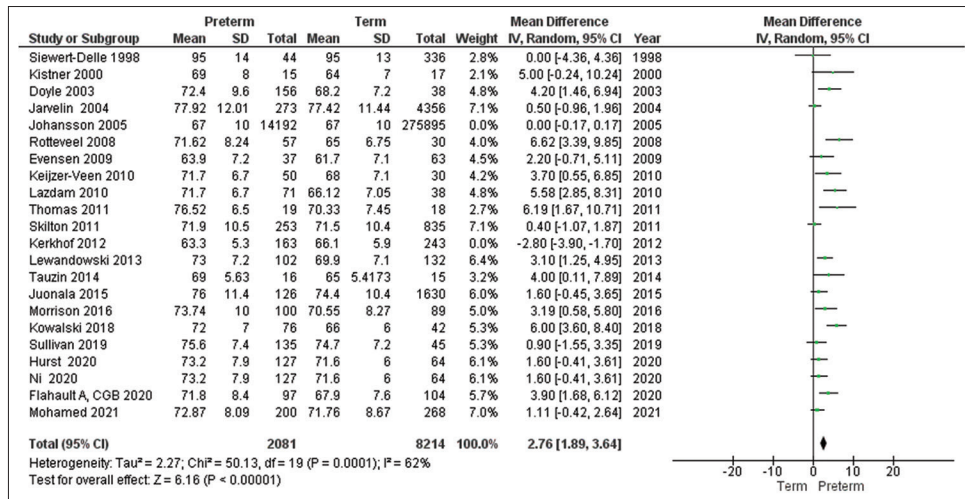 Preterm Term Mean Difference Mean Difference
Study or Subgroup Mean SD Total Mean SD Total Weight IV, Random, 95% CI Year IV, Random, 95% CI
Siewert-Delle 1998 95 14 44 95 13 336 2.8% 0.00 [-4.36, 4.36] 1998
Kistner 2000 69 8 15 64 7 17 2.1% 5.00 [-0.24, 10.24] 2000
Doyle 2003 72.4 9.6 156 68.2 7.2 38 5.0% 4.20 [1.46, 6.94] 2003
Jarvelin 2004 77.92 12.01 273 77.42 11.44 4356 7.1% 0.50 [-0.96, 1.96] 2004
Johansson 2005 67 10 14192 67 10 275895 0.0% 0.00 [-0.17, 0.17] 2005
Rotteveel 2008 71.62 8.24 57 65 6.75 30 4.2% 6.62 [3.39, 9.85] 2008
Evensen 2009 63.9 7.2 37 61.7 7.1 63 4.7% 2.20 [-0.71, 5.11] 2009
Keijzer-Veen 2010 71.7 6.7 50 68 7.1 30 4.3% 3.70 [0.55, 6.85] 2010
Lazdam 2010 71.7 6.7 71 66.12 7.05 38 4.8% 5.58 [2.85, 8.31] 2010
Thomas 2011 76.52 6.5 19 70.33 7.45 18 2.7% 6.19 [1.67, 10.71] 2011
Skilton 2011 71.9 10.5 253 71.5 10.4 835 7.1% 0.40 [-1.07, 1.87] 2011
Kerkhof 2012 63.3 5.3 163 66.1 5.9 243 0.0% -2.80 [-3.90, -1.70] 2012
Lewandowski 2013 73 7.2 102 69.9 7.1 132 6.4% 3.10 [1.25, 4.95] 2013
Tauzin 2014 69 5.63 16 65 5.4173 15 3.3% 4.00 [0.11, 7.89] 2014
Juonala 2015 76 11.4 126 74.4 10.4 1630 6.1% 1.60 [-0.45, 3.65] 2015
Morrison 2016 73.74 10 100 70.55 8.27 89 5.1% 3.19 [0.58, 5.80] 2016
Kowalski 2018 72 7 76 66 6 42 5.5% 6.00 [3.60, 8.40] 2018
Sullivan 2019 75.6 7.4 135 74.7 7.2 45 5.4% 0.90 [-1.55, 3.35] 2019
Hurst 2020 73.2 7.9 127 71.6 6 64 6.1% 1.60 [-0.41, 3.61] 2020
Ni 2020 73.2 7.9 127 71.6 6 64 6.1% 1.60 [-0.41, 3.61] 2020
Flahault A, CGB 2020 71.8 8.4 97 67.9 7.6 104 5.8% 3.90 [1.68, 6.12] 2020
Mohamed 2021 72.87 8.09 200 71.76 8.67 268 7.0% 1.11 [-0.42, 2.64] 2021
Total (95% CI) 2081 8214 100.0% 2.76 [1.89, 3.64]
Heterogeneity: Tau² = 2.27; Chi² = 50.13, df = 19 (P = 0.0001); I² = 62%
Test for overall effect: Z = 6.16 (P < 0.00001)
-20 -10 0 10 20
Term Preterm